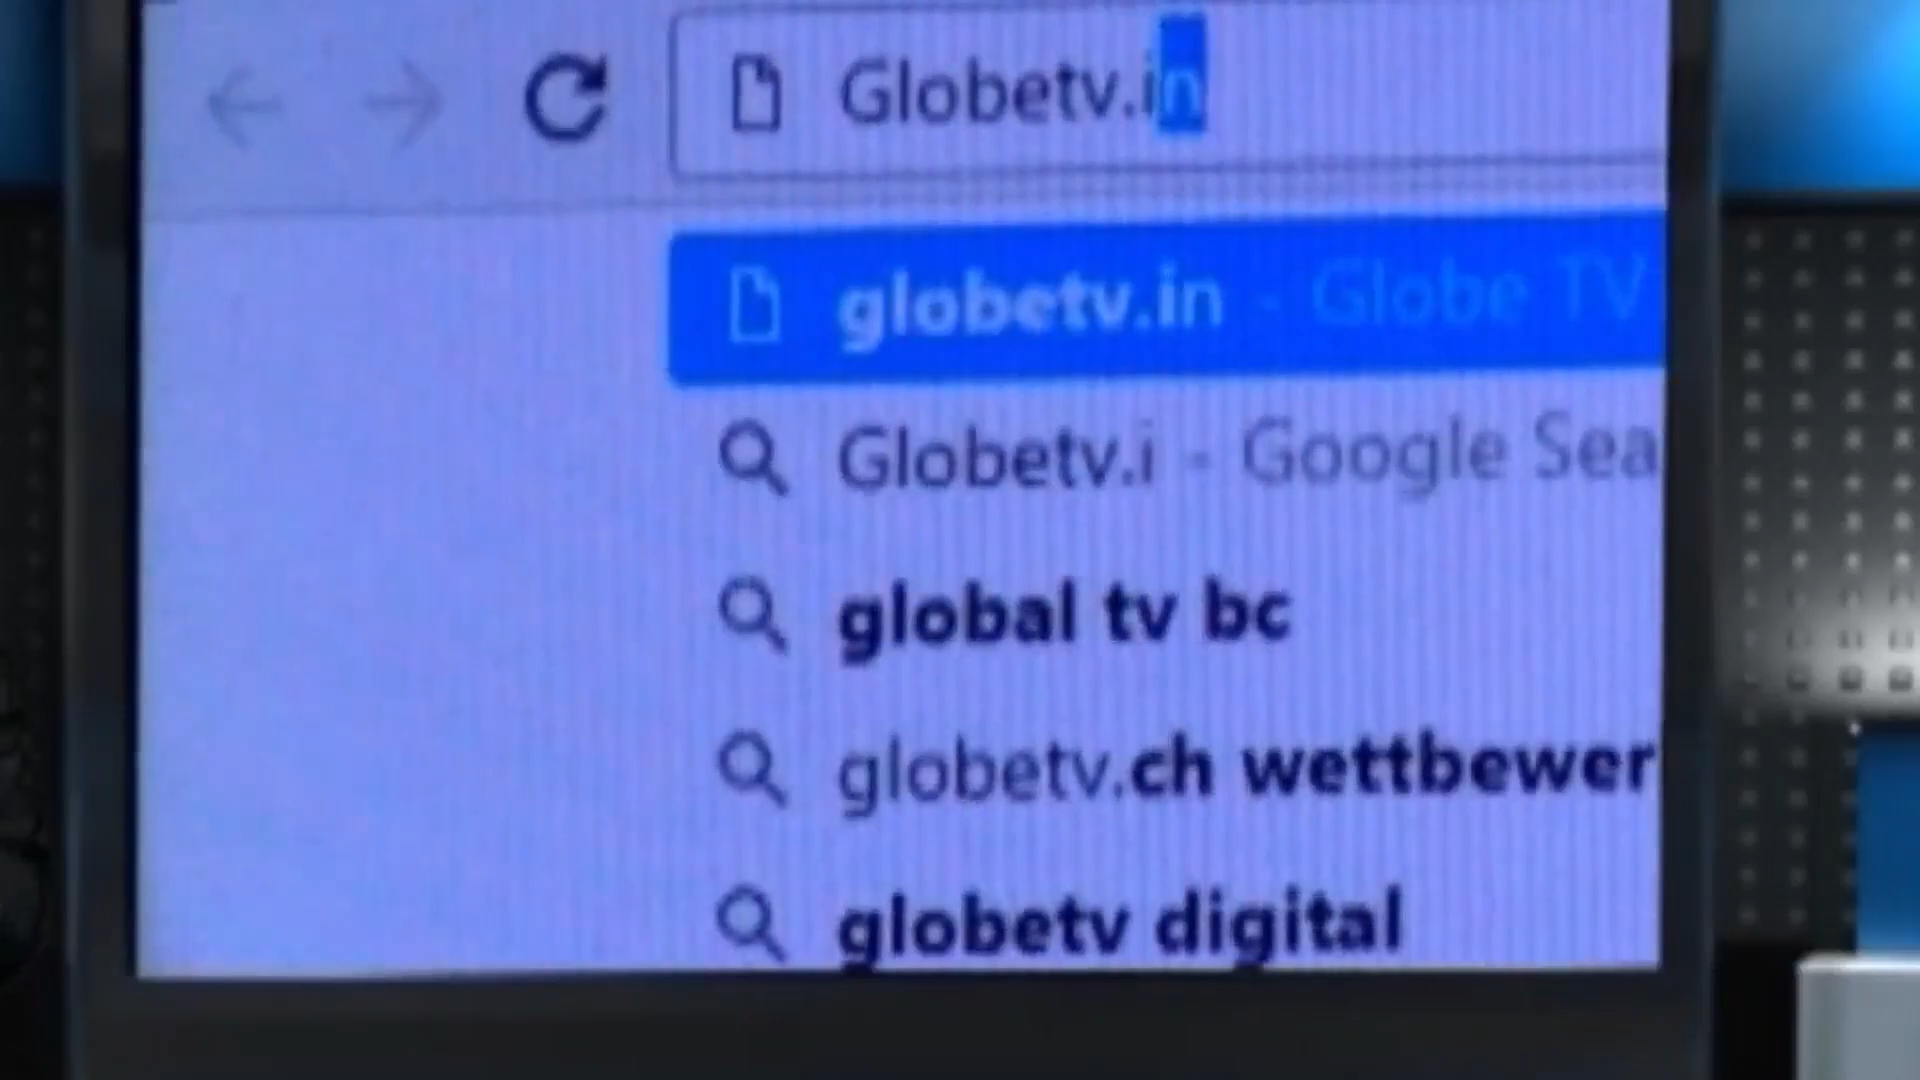 Globetv.in
globetv.in - Globe TV
Globetv.i - Google Sea
global tv bc
globetv.ch wettbewer
globetv digital